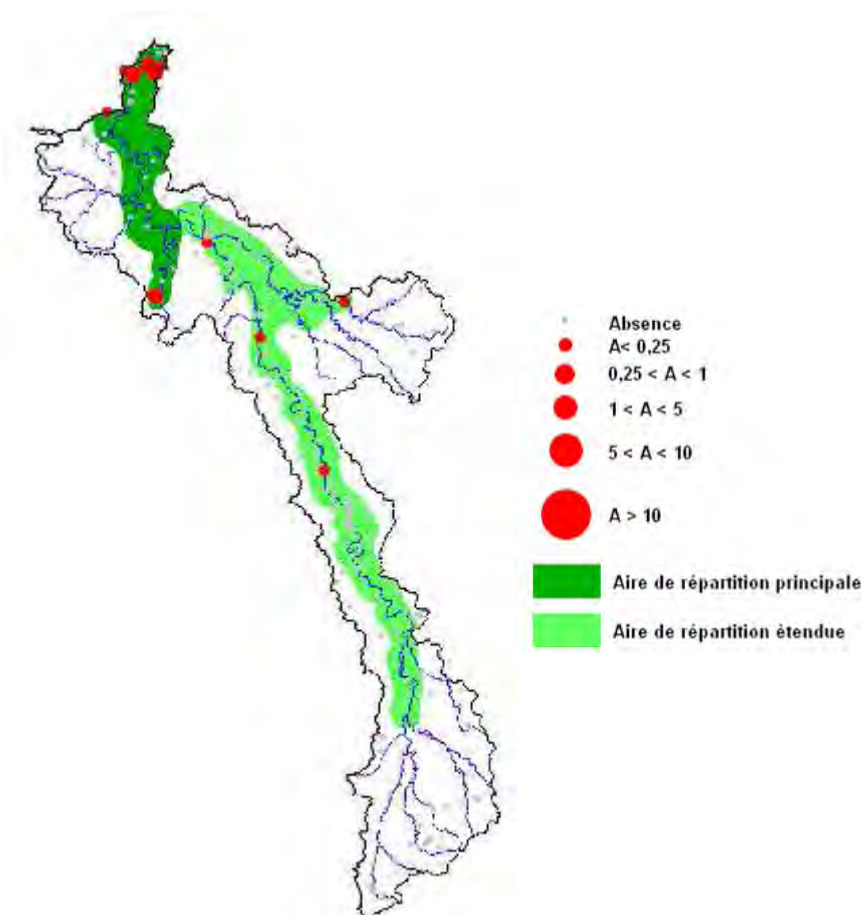 Absence
A< 0,25
0,25 < A < 1
1 < A < 5
5 < A < 10
A > 10
Aire de répartition principale
Aire de répartition étendue